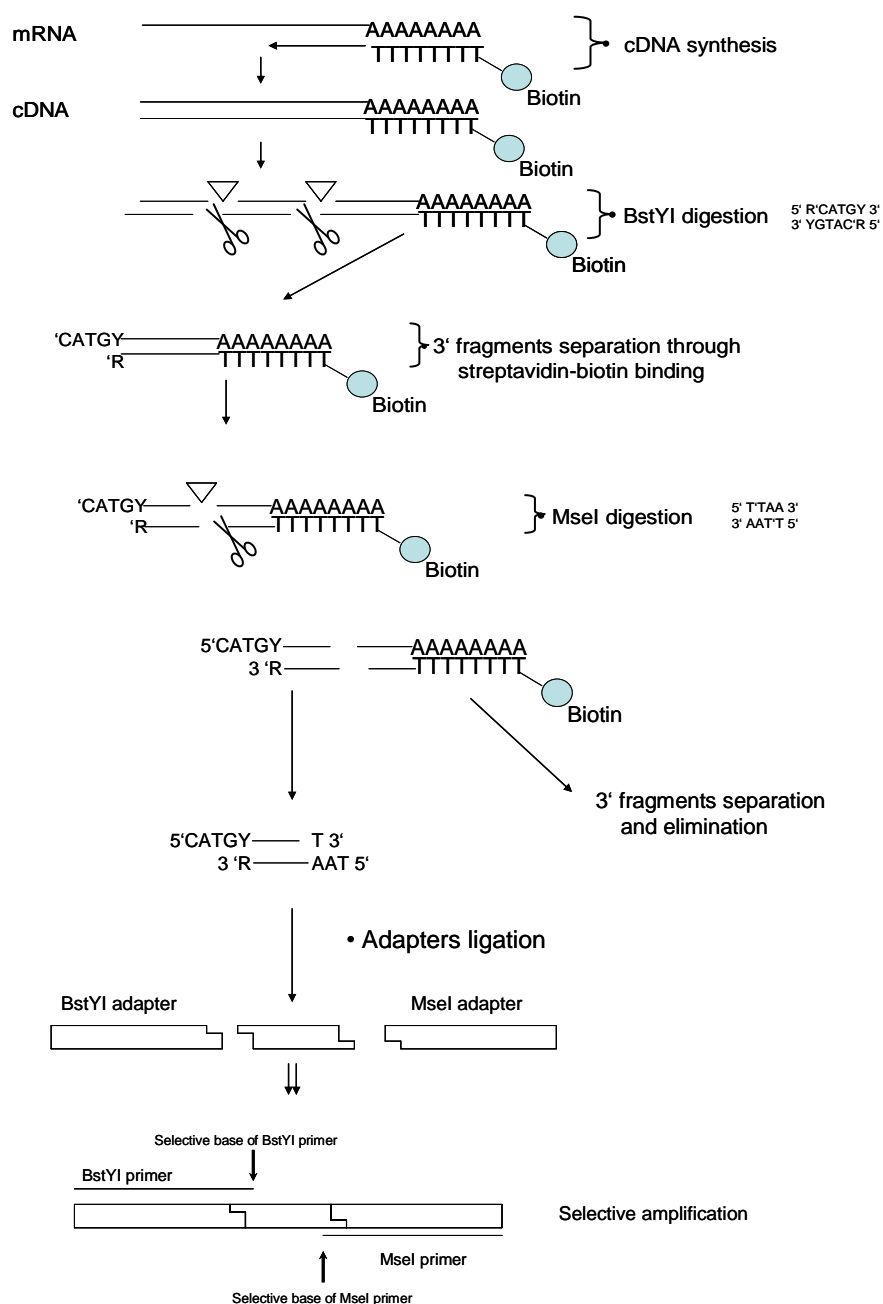 mRNA
AAAAAAAA
TTTTTTTT
cDNA synthesis
Biotin
cDNA
AAAAAAAA
TTTTTTTT
Biotin
AAAAAAAA
TTTTTTTT
BstYI digestion
5‘ R‘CATGY 3‘
3‘ YGTAC‘R 5‘
Biotin
‘CATGY
AAAAAAAA
‘R
TTTTTTTT
3‘ fragments separation through
streptavidin-biotin binding
Biotin
‘CATGY
AAAAAAAA
‘R
TTTTTTTT
MseI digestion
5‘ T‘TAA 3‘
3‘ AAT‘T 5‘
Biotin
5‘CATGY
AAAAAAAA
3 ‘R
TTTTTTTT
Biotin
3‘ fragments separation
and elimination
5‘CATGY T 3‘
3 ‘R AAT 5‘
• Adapters ligation
BstYI adapter
MseI adapter
Selective base of BstYI primer
BstYI primer
Selective amplification
MseI primer
Selective base of MseI primer